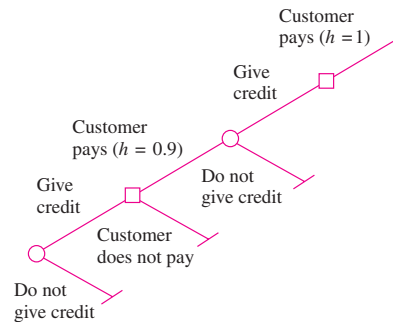 Customer
pays (h = 1)
Give
credit
Customer
pays (h = 0.9)
Do not
give credit
Give
credit
Customer
does not pay
Do not
give credit